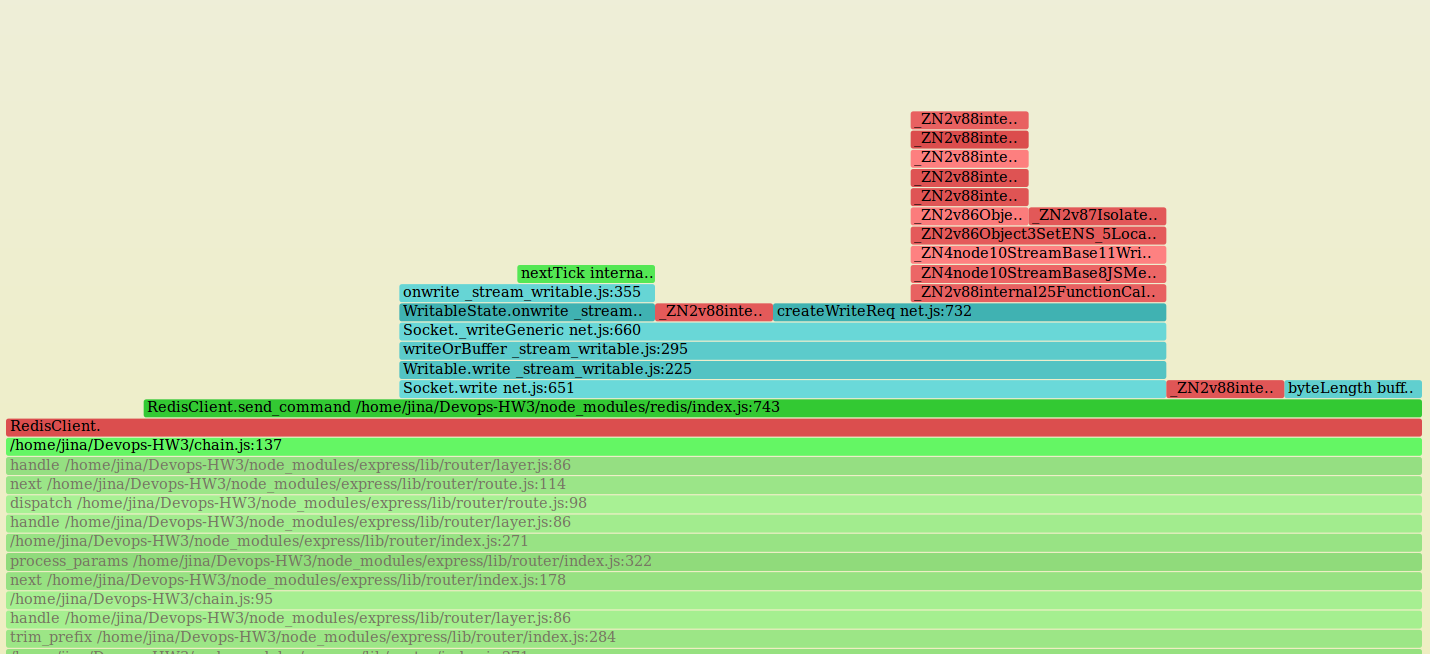 _ZN2v88inte..
_ZN2v88inte..
_ZN2v88inte..
_ZN2v88inte..
_ZN2v88inte..
_ZN2v86Obje.. _ZN2v87Isolate..
_ZN2v86Object3SetENS_5Loca..
_ZN4node10StreamBase11Wri..
nextTick interna.. _ZN4node10StreamBase8JSMe..
onwrite _stream_writable.js:355 _ZN2v88internal25FunctionCal..
WritableState.onwrite _stream.. _ZN2v88inte.. createWriteReq net.js:732
Socket._writeGeneric net.js:660
writeOrBuffer _stream_writable.js:295
Writable.write _stream_writable.js:225
Socket.write net.js:651 _ZN2v88inte.. byteLength buff..
RedisClient.send_command /home/jina/Devops-HW3/node_modules/redis/index.js:743
RedisClient.
/home/jina/Devops-HW3/chain.js:137
handle /home/jina/Devops-HW3/node_modules/express/lib/router/layer.js:86
next /home/jina/Devops-HW3/node_modules/express/lib/router/route.js:114
dispatch /home/jina/Devops-HW3/node_modules/express/lib/router/route.js:98
handle /home/jina/Devops-HW3/node_modules/express/lib/router/layer.js:86
/home/jina/Devops-HW3/node_modules/express/lib/router/index.js:271
process_params /home/jina/Devops-HW3/node_modules/express/lib/router/index.js:322
next /home/jina/Devops-HW3/node_modules/express/lib/router/index.js:178
/home/jina/Devops-HW3/chain.js:95
handle /home/jina/Devops-HW3/node_modules/express/lib/router/layer.js:86
trim_prefix /home/jina/Devops-HW3/node_modules/express/lib/router/index.js:284